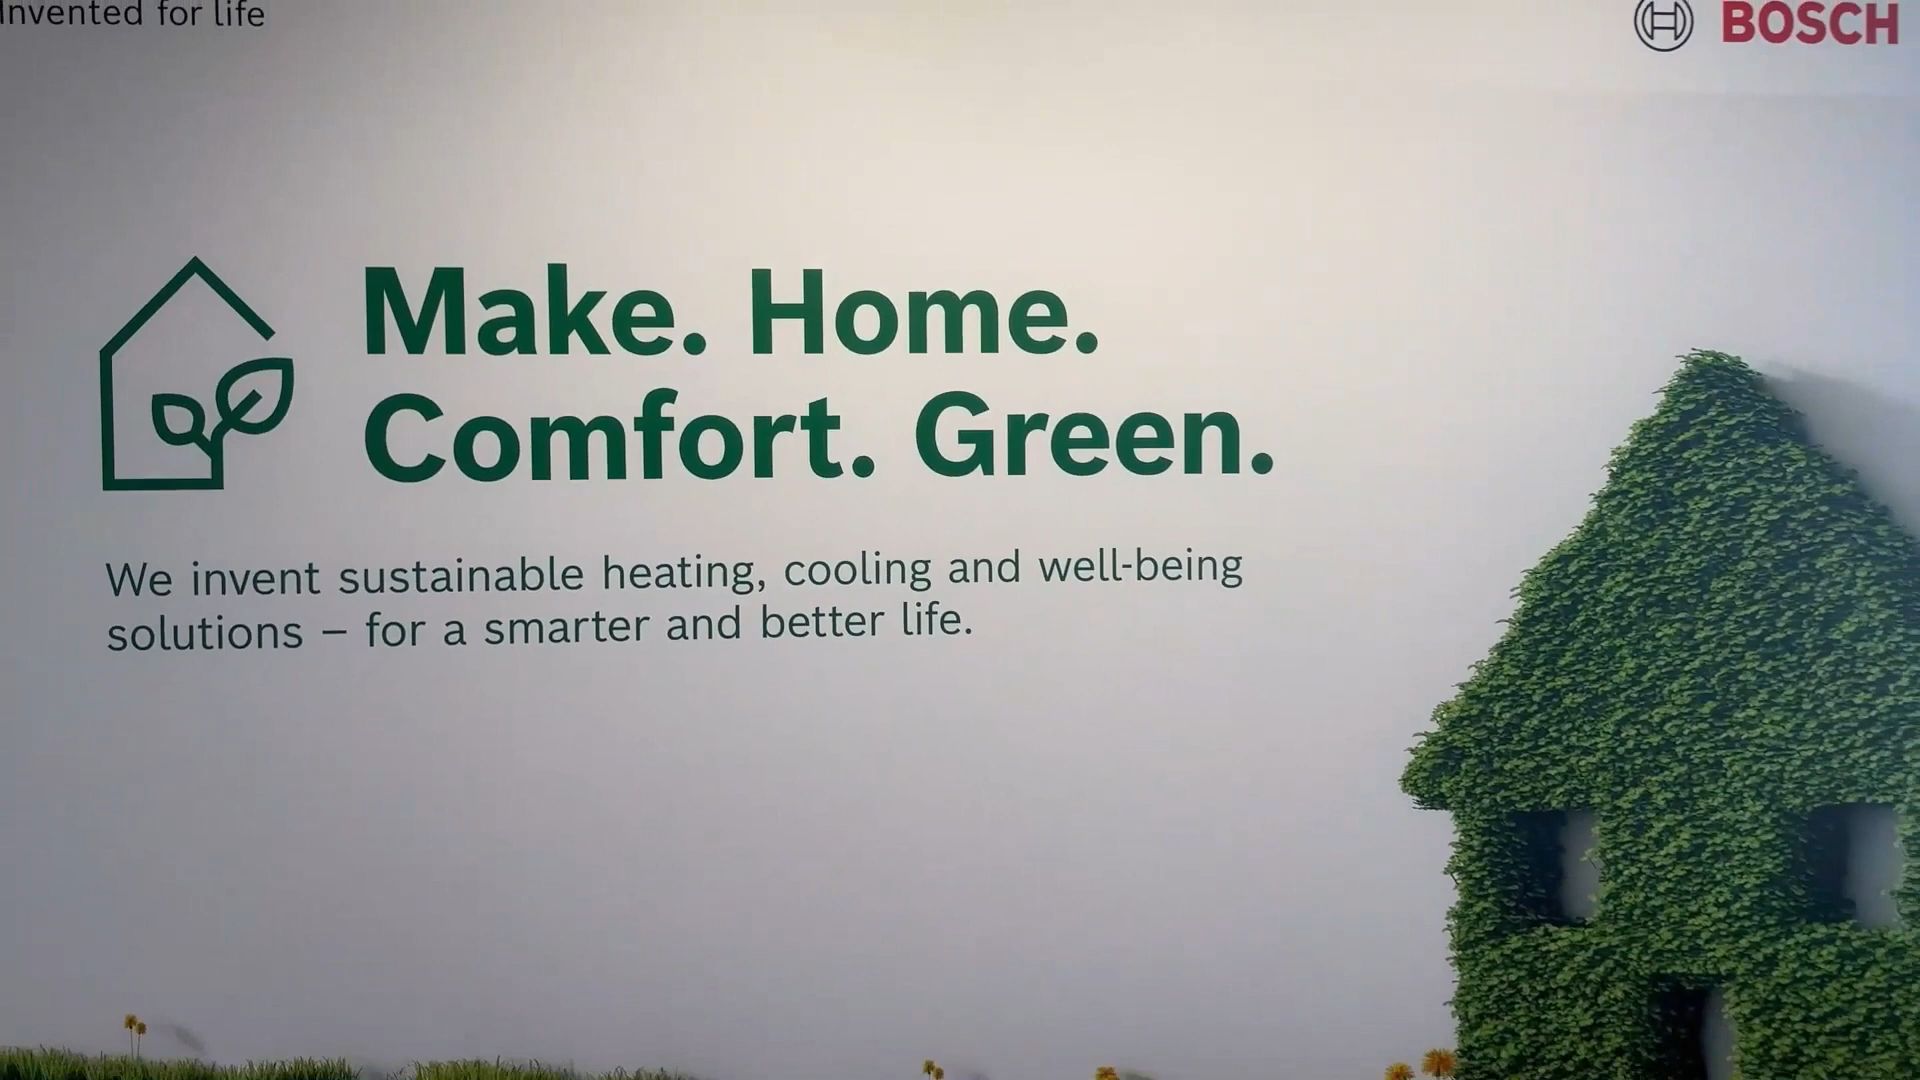 Invented for life
BOSCH
Make. Home.
Comfort. Green.
We invent sustainable heating, cooling and well-being
solutions – for a smarter and better life.